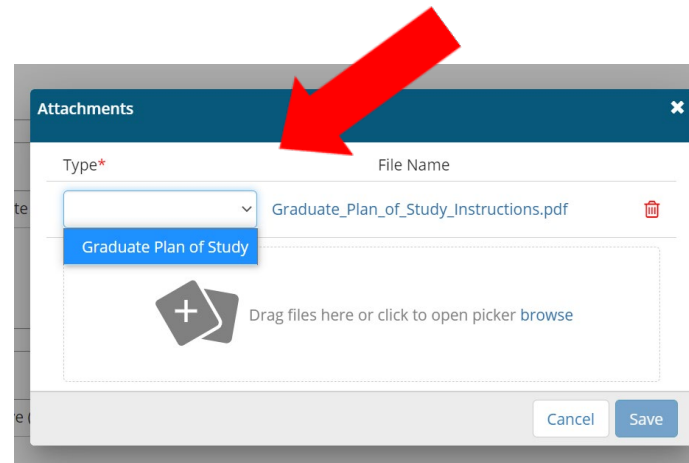 Attachments
Type* File Name
te
Graduate_Plan_of_Study_Instructions.pdf
Graduate Plan of Study
Drag files here or click to open picker browse
e (
Cancel Save